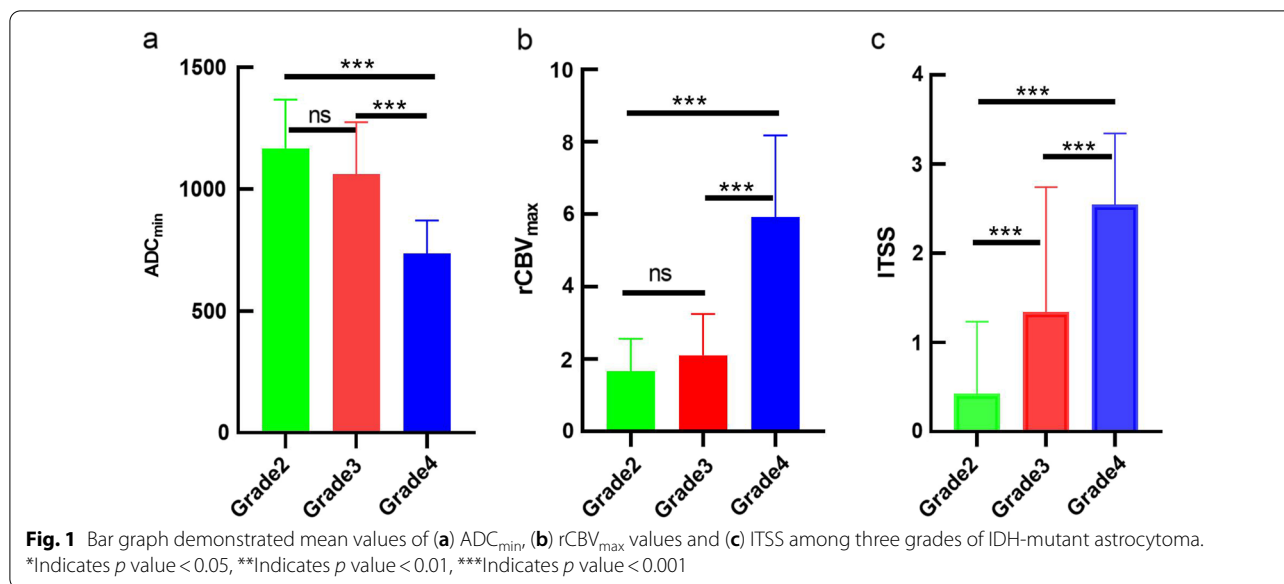 a
1500
1000
500
0
ADCmin
***
ns
***
Grade2
Grade3
Grade4
b
10
8
6
4
2
0
rCBVmax
***
***
ns
Grade2
Grade3
Grade4
c
4
3
2
1
0
ITSS
***
***
***
Grade2
Grade3
Grade4
Fig. 1 Bar graph demonstrated mean values of (a) ADCmin, (b) rCBVmax values and (c) ITSS among three grades of IDH-mutant astrocytoma.
*Indicates p value < 0.05, **Indicates p value < 0.01, ***Indicates p value < 0.001